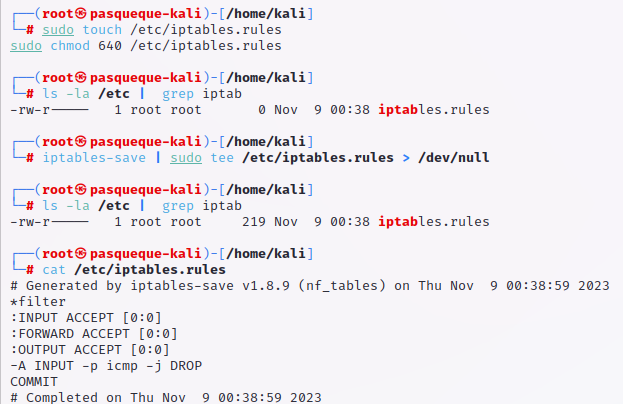 ┌──(root㉿pasqueque-kali)-[/home/kali]
└─# sudo touch /etc/iptables.rules
sudo chmod 640 /etc/iptables.rules
┌──(root㉿pasqueque-kali)-[/home/kali]
└─# ls -la /etc |  grep iptab
-rw-r-----   1 root root       0 Nov  9 00:38 iptables.rules
┌──(root㉿pasqueque-kali)-[/home/kali]
└─# iptables-save | sudo tee /etc/iptables.rules > /dev/null
┌──(root㉿pasqueque-kali)-[/home/kali]
└─# ls -la /etc |  grep iptab
-rw-r-----   1 root root     219 Nov  9 00:38 iptables.rules
┌──(root㉿pasqueque-kali)-[/home/kali]
└─# cat /etc/iptables.rules
# Generated by iptables-save v1.8.9 (nf_tables) on Thu Nov  9 00:38:59 2023
*filter
:INPUT ACCEPT [0:0]
:FORWARD ACCEPT [0:0]
:OUTPUT ACCEPT [0:0]
-A INPUT -p icmp -j DROP
COMMIT
# Completed on Thu Nov  9 00:38:59 2023